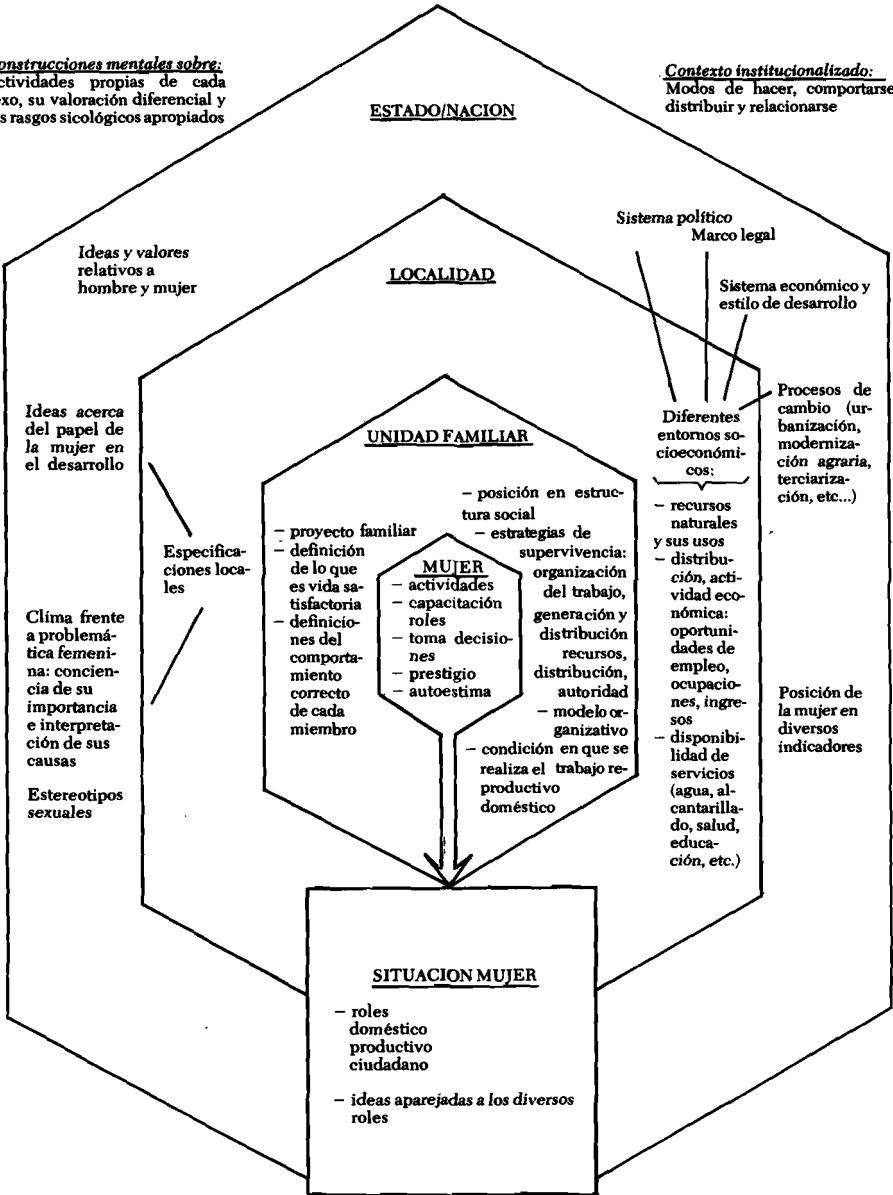 onstrucciones mentales sobre:
ctividades propias de cada
exo, su valoración diferencial y
s rasgos sicológicos apropiados
Contexto institucionalizado:
Modos de hacer, comportarse
distribuir y relacionarse
ESTADO/NACION
Ideas y valores
relativos a
hombre y mujer
Ideas acerca
del papel de
la mujer en
el desarrollo
Clíma frente
a problemá-
tica femeni-
na: concien-
cia de su
importancia
e interpreta-
ción de sus
causas
Estereotipos
sexuales
Sistema político
Marco legal
Sistema económico y
estilo de desarrollo
Procesos de
cambio (ur-
banización,
moderniza-
ción agraria,
terciariza-
ción, etc...)
Posición de
la mujer en
diversos
indicadores
LOCALIDAD
Especifica-
ciones loca-
les
Diferentes
entornos so-
cioeconómi-
cos:
— recursos
naturales
y sus usos
— distribu-
ción, acti-
vidad eco-
nómica:
oportuni-
dades de
empleo,
ocupacio-
nes, ingre-
sos
— disponibi-
lidad de
servicios
(agua, al-
cantarilla-
do, salud,
educa-
ción, etc.)
UNIDAD FAMILIAR
— proyecto familiar
— definición
de lo que
es vida sa-
tisfactoria
— definicio-
nes del
comporta-
miento
correcto
de cada
miembro
— posición en estruc-
tura social
— estrategias de
supervivencia:
organización
del trabajo,
generación y
distribución
recursos,
distribución,
autoridad
— modelo or-
ganizativo
— condición en que se
realiza el trabajo re-
productivo
doméstico
MUJER
— actividades
— capacitación
roles
— toma decisio-
nes
— prestigio
— autoestima
SITUACION MUJER
— roles
doméstico
productivo
ciudadano
— ideas aparejadas a los diversos
roles